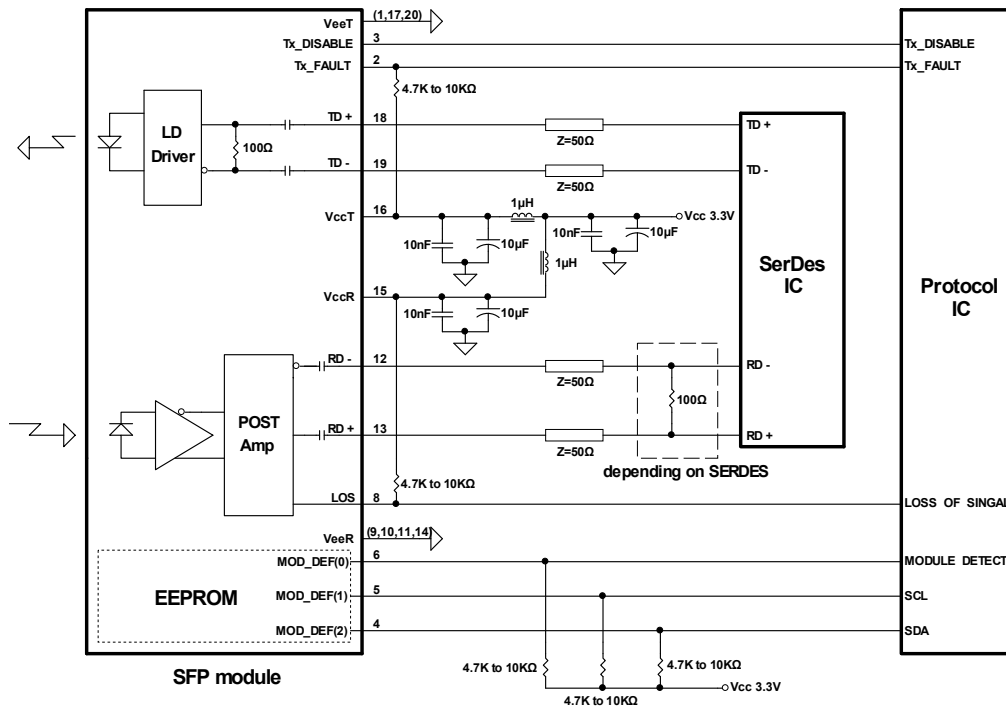 VeeT (1,17,20)
Tx_DISABLE 3 Tx_DISABLE
Tx_FAULT 2 Tx_FAULT
4.7K to 10KΩ
LD
Driver
100Ω
TD + 18 TD +
Z=50Ω
TD - 19 TD -
Z=50Ω
1µH
VccT 16 Vcc 3.3V
10nF 10µF 10nF 10µF
1µH
SerDes
IC
Protocol
IC
VccR 15
10nF 10µF
RD - 12 RD -
Z=50Ω
100Ω
POST
Amp
RD + 13 RD +
Z=50Ω
depending on SERDES
4.7K to 10KΩ
LOS 8 LOSS OF SINGAL
VeeR (9,10,11,14)
MOD_DEF(0) 6 MODULE DETECT
EEPROM
MOD_DEF(1) 5 SCL
MOD_DEF(2) 4 SDA
4.7K to 10KΩ 4.7K to 10KΩ
4.7K to 10KΩ
Vcc 3.3V
SFP module